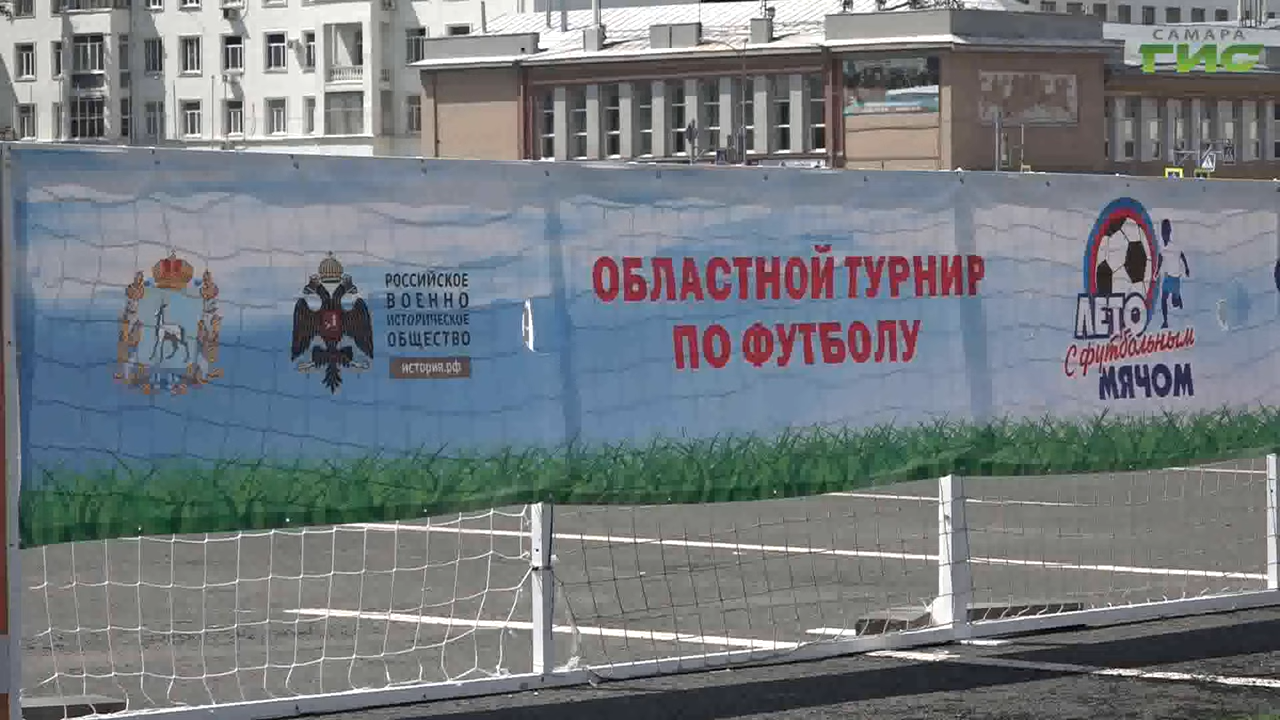 САМАРА
ГИС
РОССИЙСКОЕ
ВОЕННО
ИСТОРИЧЕСКОЕ
ОБЩЕСТВО
история.рф
ОБЛАСТНОЙ ТУРНИР
ПО ФУТБОЛУ
ЛЕТО
С футбольным
МЯЧОМ